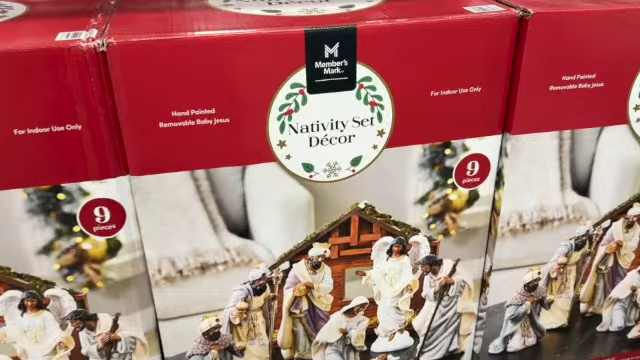 For Indoor Use Only
9
pieces
Hand Painted
Removable Baby Jesus
Member's
Mark
Nativity Set
Décor
For Indoor Use Only
9
pieces
Hand Painted
Removable Baby Jesus